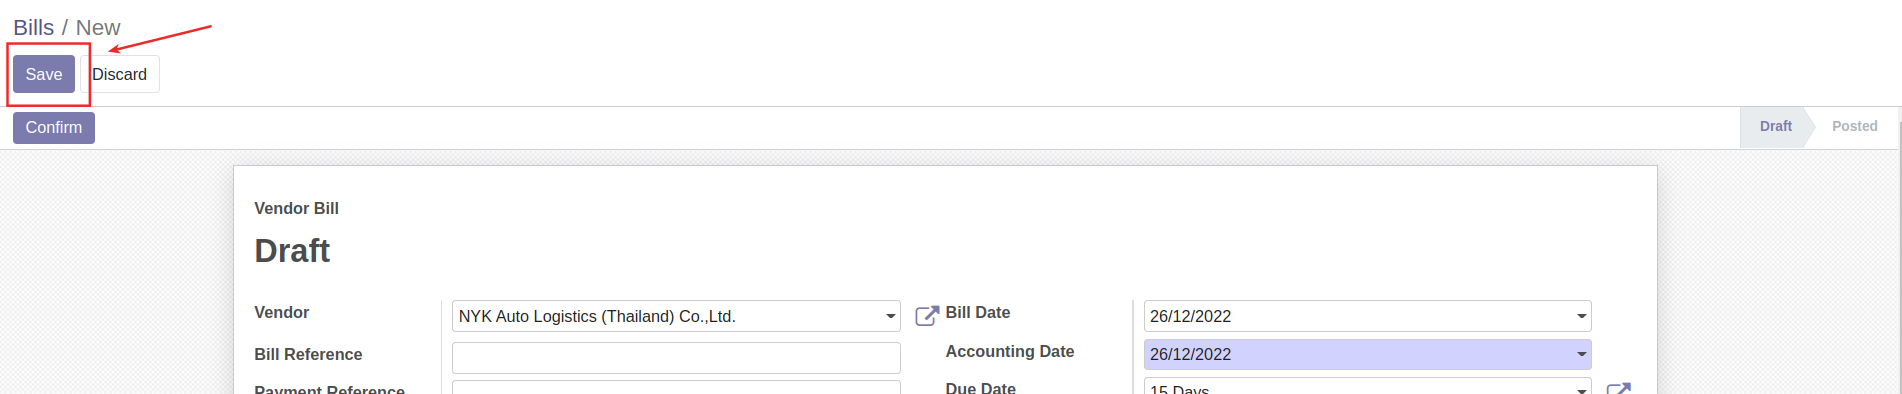 Bills / New
Save Discard
Confirm Draft Posted
Vendor Bill
Draft
Vendor NYK Auto Logistics (Thailand) Co.,Ltd. Bill Date 26/12/2022
Bill Reference Accounting Date 26/12/2022
Payment Reference Due Date 15 Days